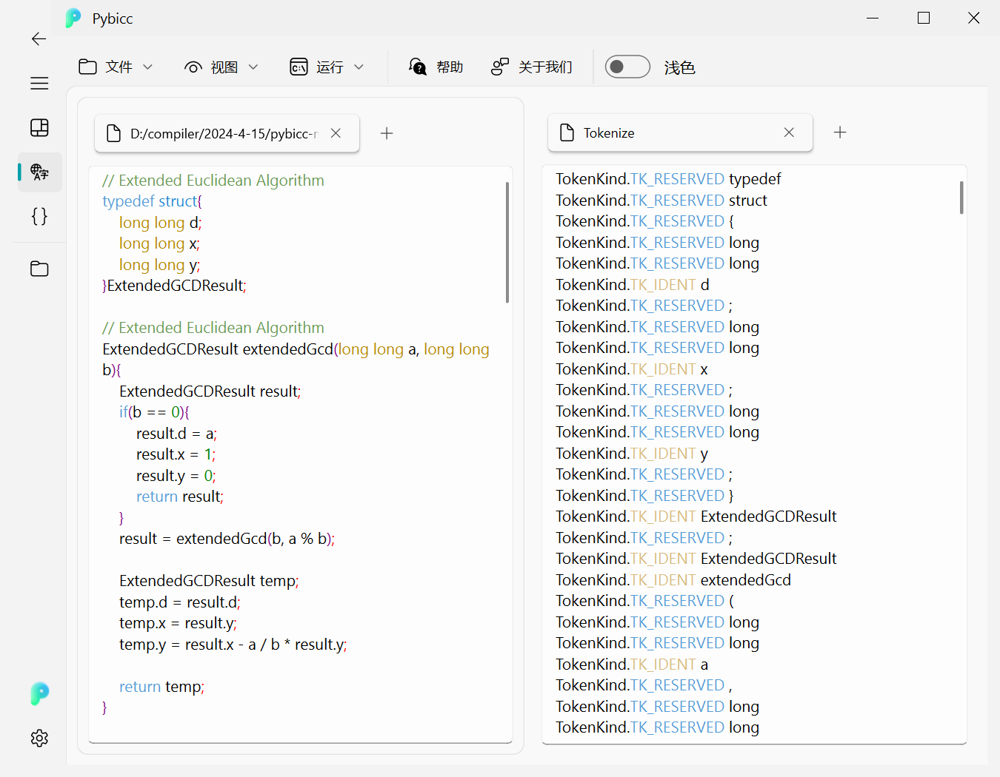 Pybicc
文件 视图 运行 帮助 关于我们 浅色
D:/compiler/2024-4-15/pybicc-
// Extended Euclidean Algorithm
typedef struct{
long long d;
long long x;
long long y;
}ExtendedGCDResult;
// Extended Euclidean Algorithm
ExtendedGCDResult extendedGcd(long long a, long long
b){
ExtendedGCDResult result;
if(b == 0){
result.d = a;
result.x = 1;
result.y = 0;
return result;
}
result = extendedGcd(b, a % b);
ExtendedGCDResult temp;
temp.d = result.d;
temp.x = result.y;
temp.y = result.x - a / b * result.y;
return temp;
}
Tokenize
TokenKind.TK_RESERVED typedef
TokenKind.TK_RESERVED struct
TokenKind.TK_RESERVED {
TokenKind.TK_RESERVED long
TokenKind.TK_RESERVED long
TokenKind.TK_IDENT d
TokenKind.TK_RESERVED ;
TokenKind.TK_RESERVED long
TokenKind.TK_RESERVED long
TokenKind.TK_IDENT x
TokenKind.TK_RESERVED ;
TokenKind.TK_RESERVED long
TokenKind.TK_RESERVED long
TokenKind.TK_IDENT y
TokenKind.TK_RESERVED ;
TokenKind.TK_RESERVED }
TokenKind.TK_IDENT ExtendedGCDResult
TokenKind.TK_RESERVED ;
TokenKind.TK_IDENT ExtendedGCDResult
TokenKind.TK_IDENT extendedGcd
TokenKind.TK_RESERVED (
TokenKind.TK_RESERVED long
TokenKind.TK_RESERVED long
TokenKind.TK_IDENT a
TokenKind.TK_RESERVED ,
TokenKind.TK_RESERVED long
TokenKind.TK_RESERVED long